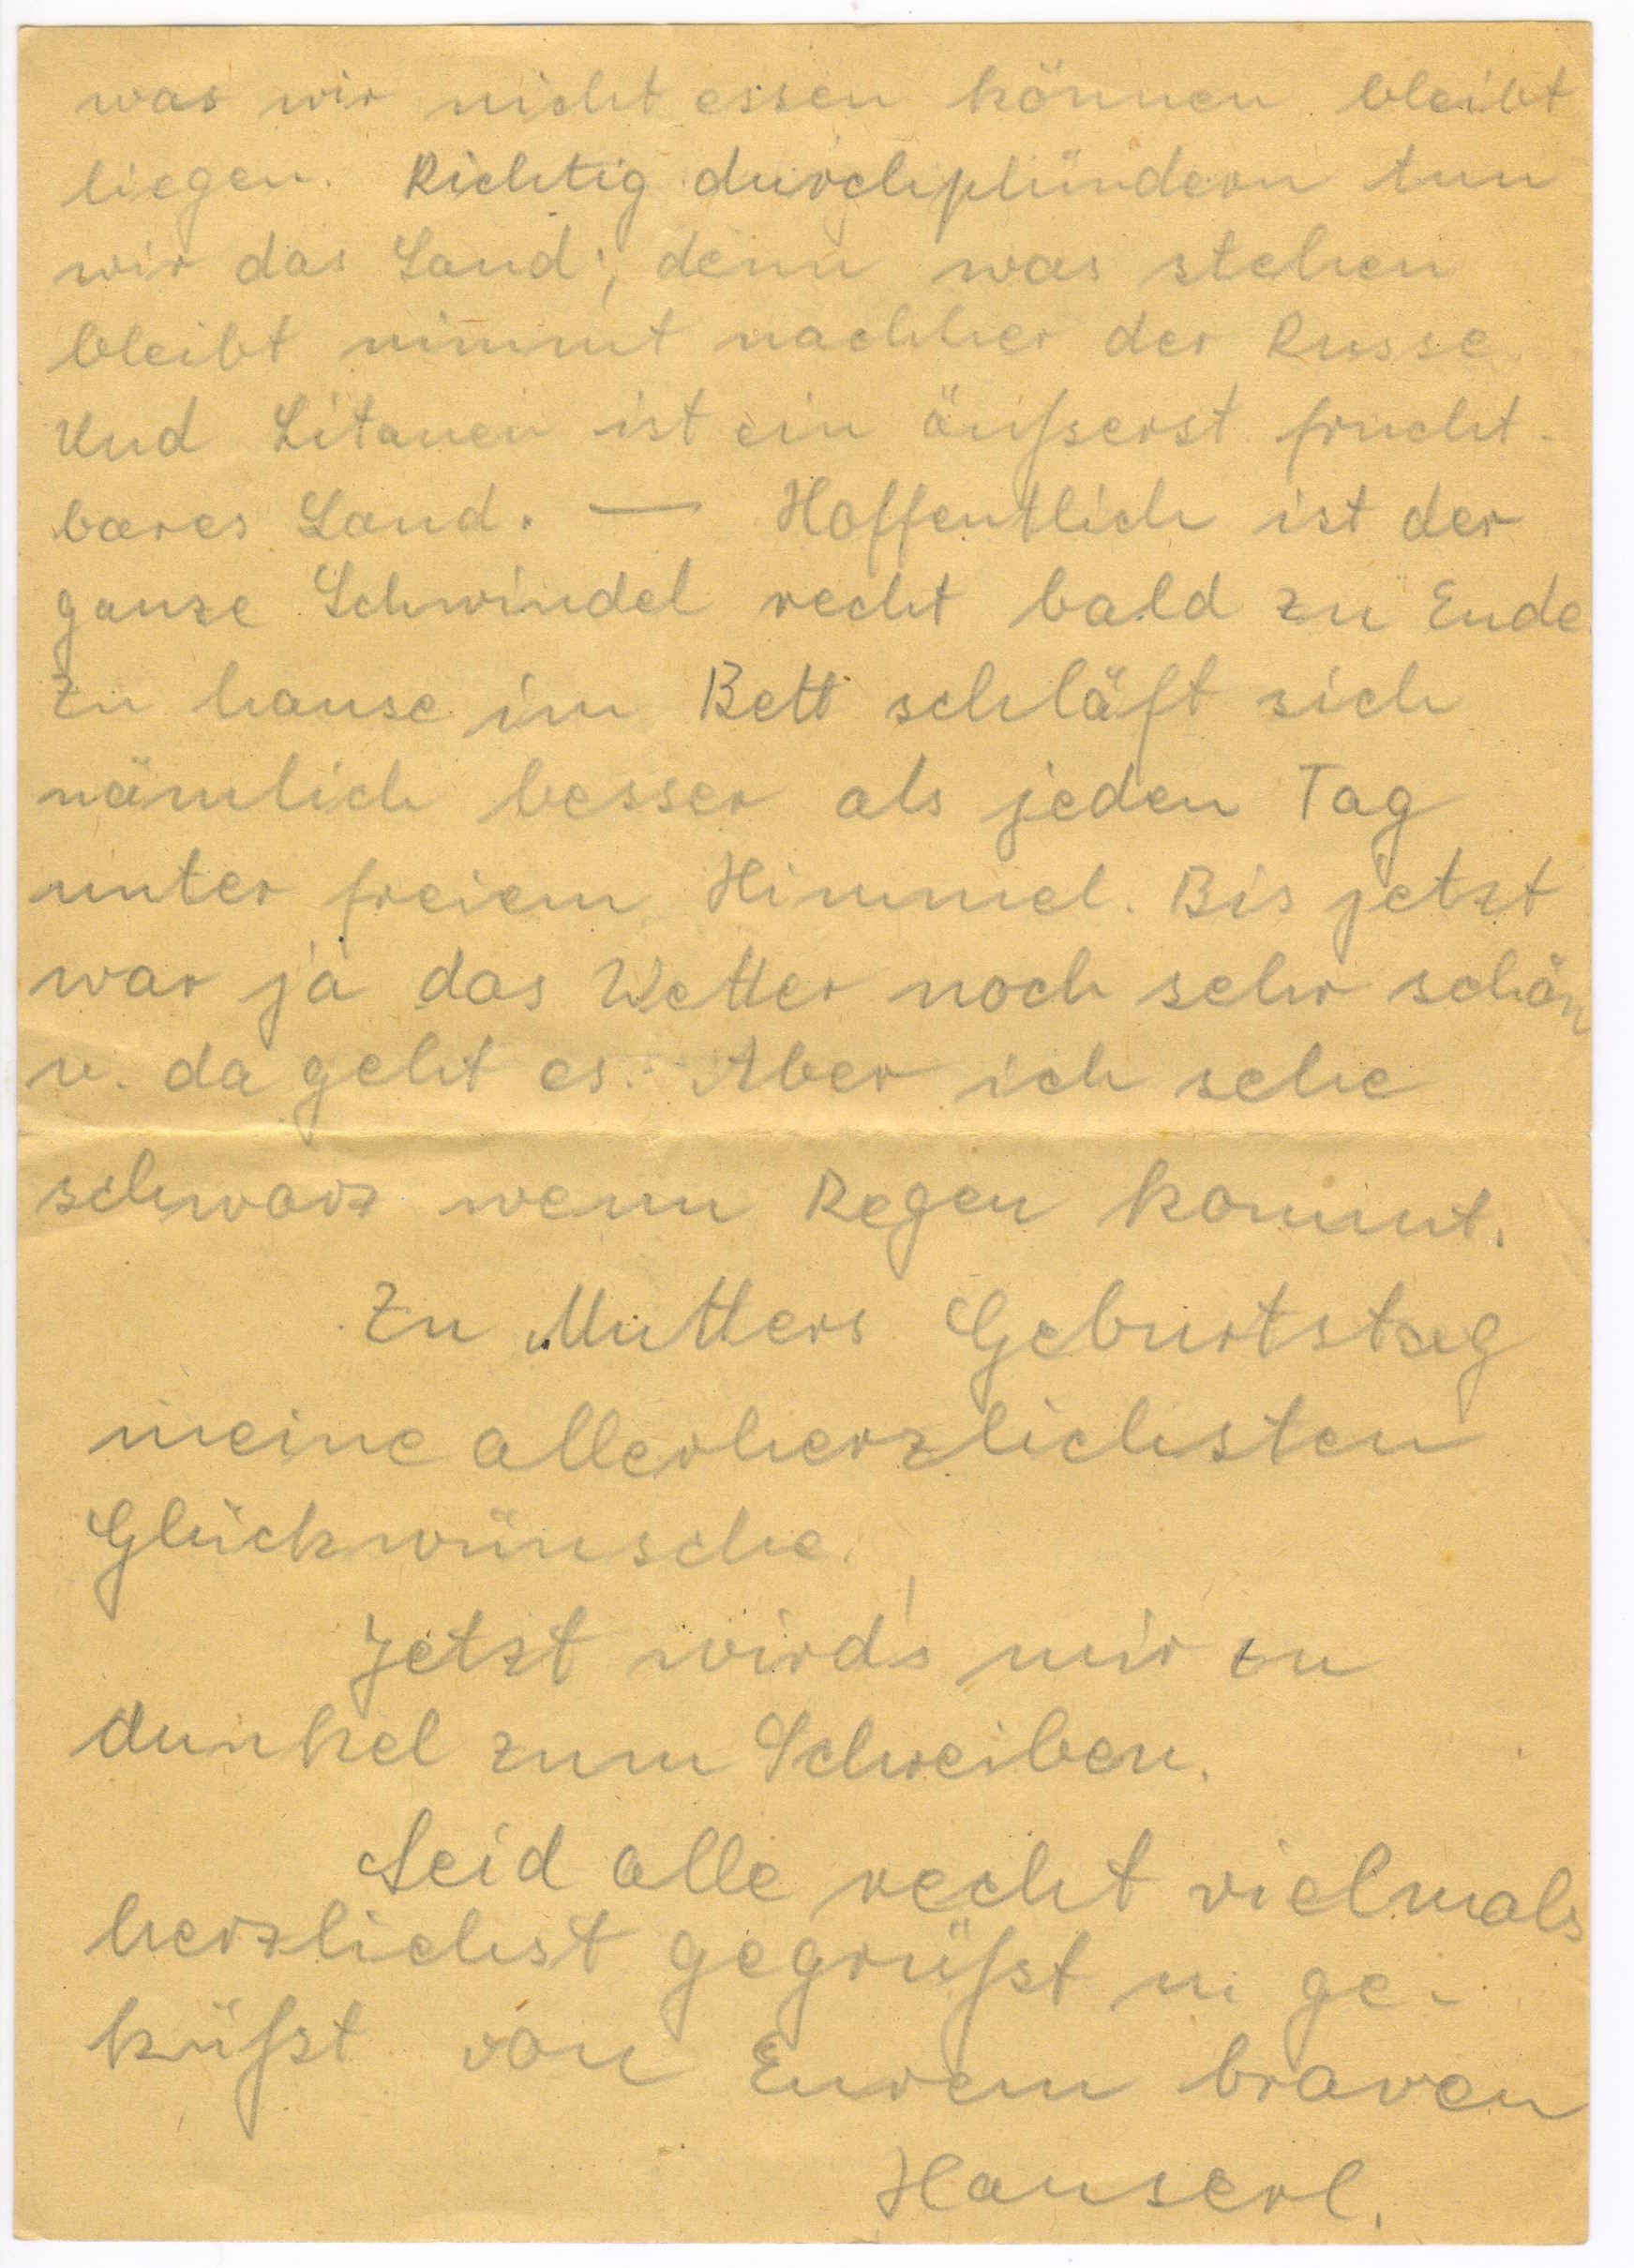 was wir nicht essen können bleibt
liegen. Richtig durchplündern tun
wir das Land, denn was stehen
bleibt nimmt nachher der Russe.
Und Litauen ist ein äußerst frucht-
bares Land. — Hoffentlich ist der
ganze Schwindel recht bald zu Ende
Zu hause im Bett schläft sich
nämlich besser als jeden Tag
unter freiem Himmel. Bis jetzt
war ja das Wetter noch sehr schön
u. da geht es. Aber ich sehe
schwarz wenn Regen kommt.
Zu Mutters Geburtstag
meine allerherzlichsten
Glückwünsche.
Jetzt wird's mir zu
dunkel zum Schreiben.
Seid alle recht vielmals
herzlichst gegrüßt u. ge-
küßt von Eurem braven
Hanserl.